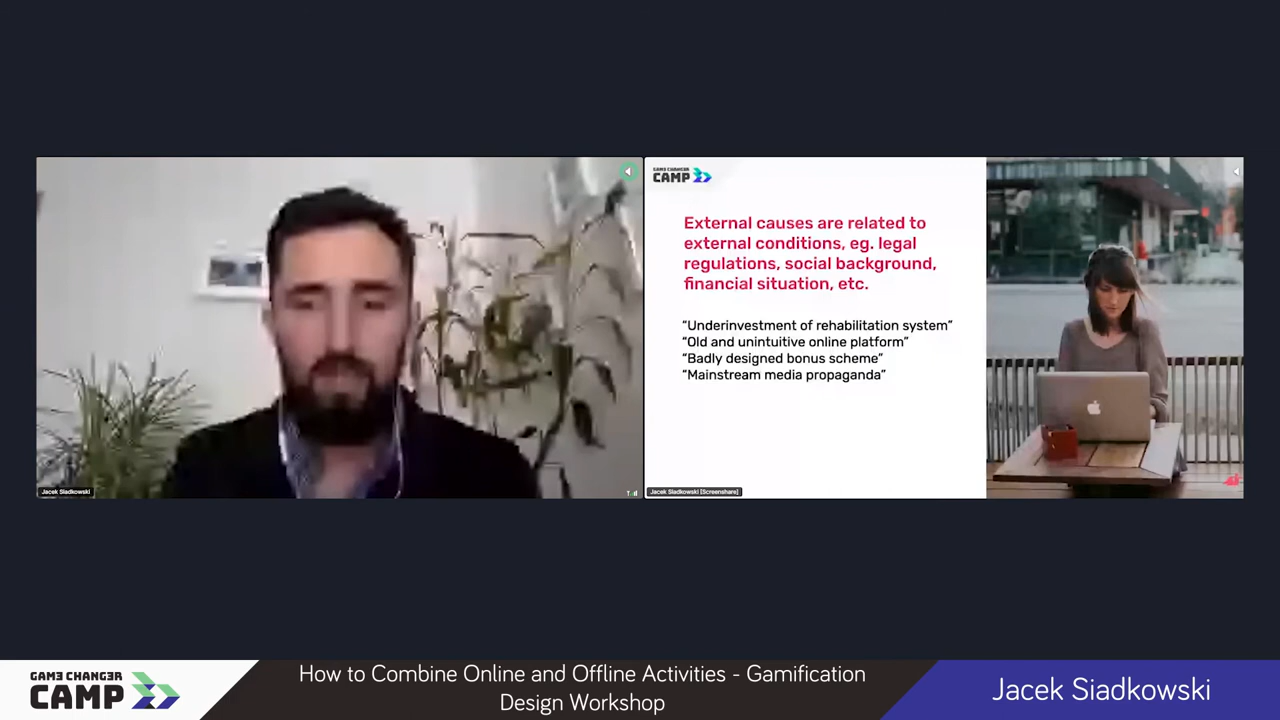 GAME CHANGER
CAMP
External causes are related to
external conditions, eg. legal
regulations, social background,
financial situation, etc.
“Underinvestment of rehabilitation system”
“Old and unintuitive online platform”
“Badly designed bonus scheme”
“Mainstream media propaganda”
Jacek Siadkowski
Jacek Siadkowski [Screenshare]
GAM3 CHANG3R
CAMP
How to Combine Online and Offline Activities - Gamification
Design Workshop
Jacek Siadkowski